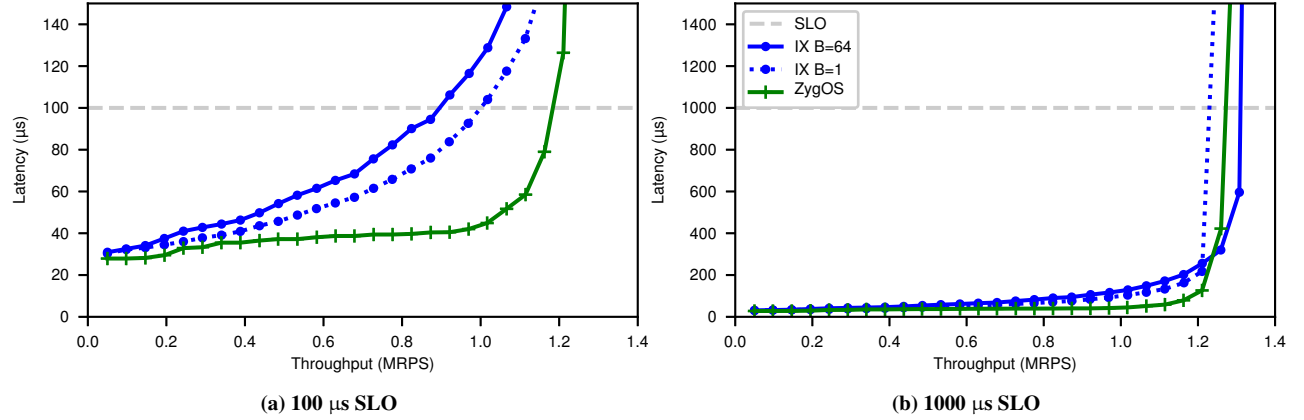 140
120
100
80
60
40
20
0
Latency (µs)
0.0 0.2 0.4 0.6 0.8 1.0 1.2 1.4
Throughput (MRPS)
(a) 100 µs SLO
1400
1200
1000
800
600
400
200
0
Latency (µs)
SLO
IX B=64
IX B=1
ZygOS
0.0 0.2 0.4 0.6 0.8 1.0 1.2 1.4
Throughput (MRPS)
(b) 1000 µs SLO